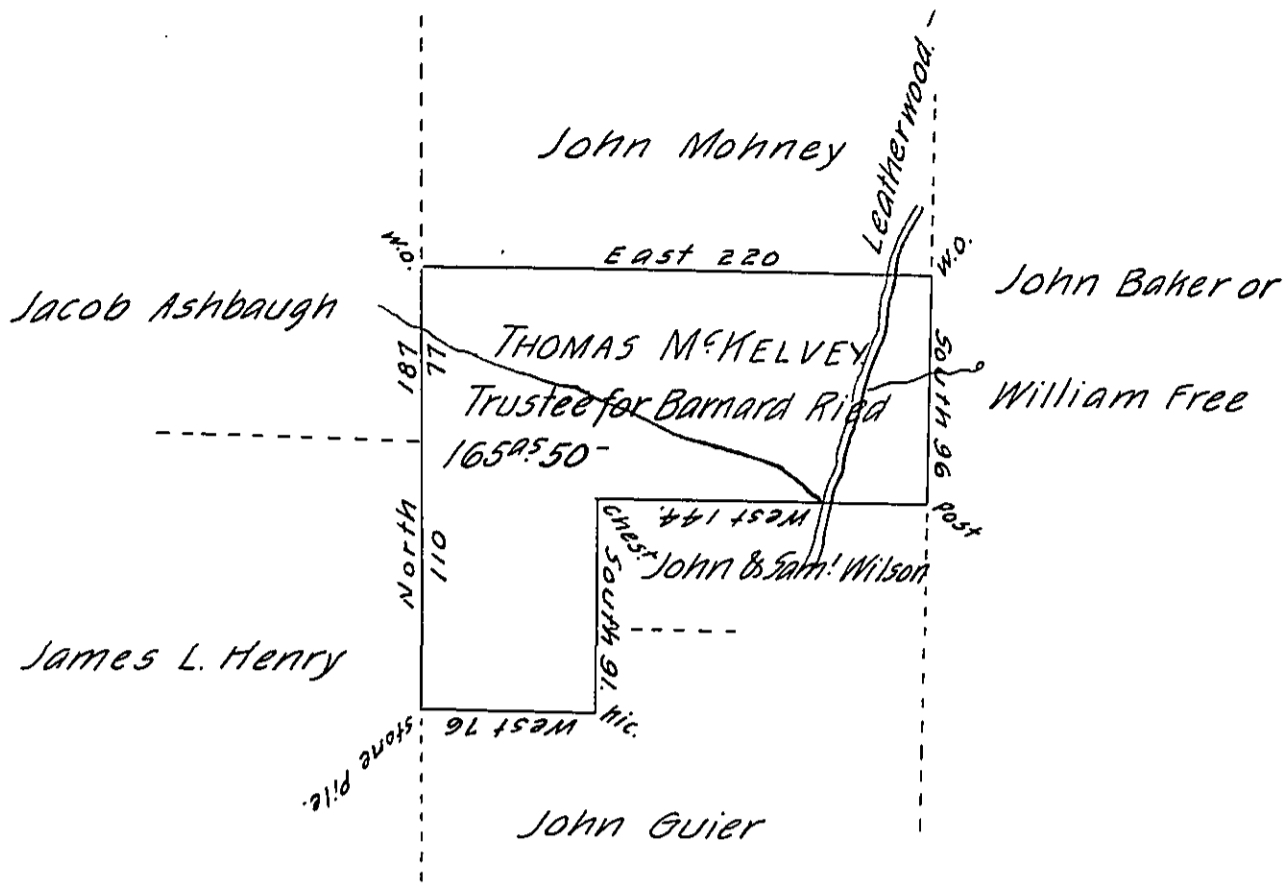 Leatherwood.
John Mohney
W.O.
East 220
W.O.
John Baker or
Jacob Ashbaugh
THOMAS McKELVEY
187
77
South 96
Trustee for Barnard Ried
William Free
165as. 50-
chest.
West 144.
post
North
110
South 91.
John & Saml. Wilson
James L. Henry
West 76
hic.
stone Pile.
John Guier